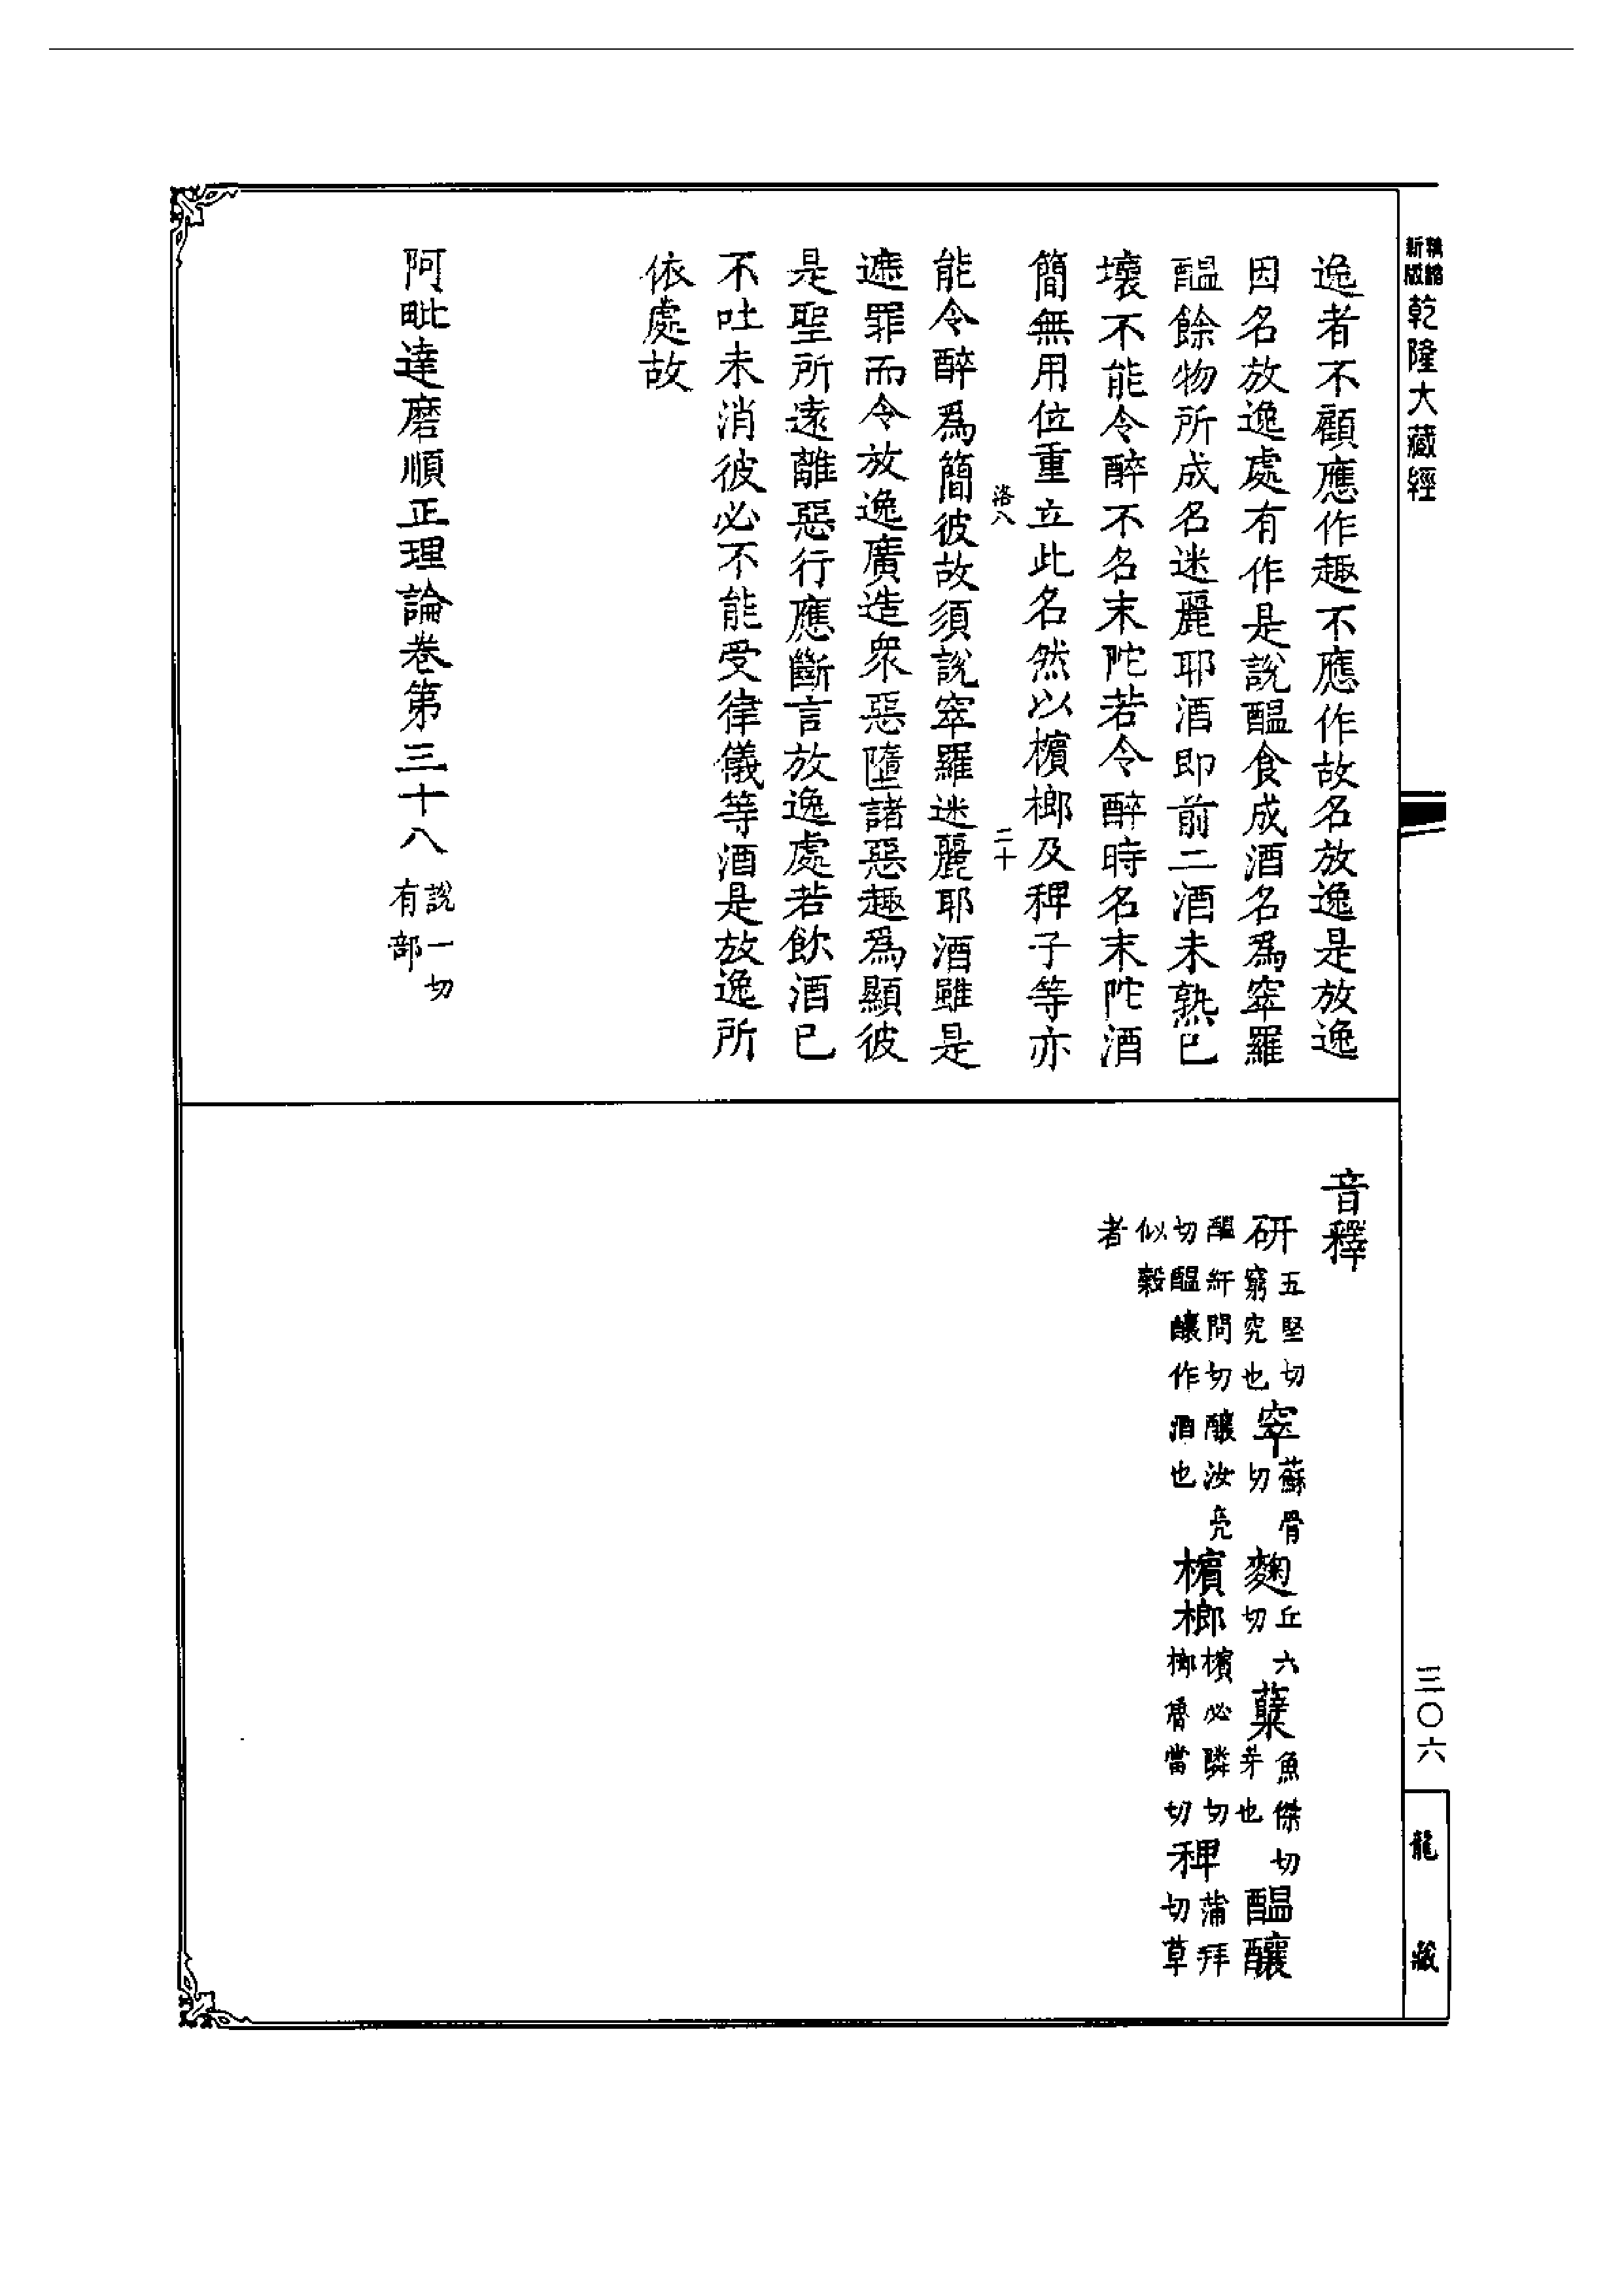 新版
乾隆大藏經
逸者不顧應作趣不應作故名放逸是放逸
因名放逸處有作是說醞食成酒名爲窣羅
醞餘物所成名迷麗耶酒即前二酒未熟已
壞不能令醉不名末陀若令醉時名末陀酒
簡無用位重立此名然以檳榔及稗子等亦
洛八
二十
能令醉爲簡彼故須說窣羅迷麗耶酒雖是
遮罪而令放逸廣造衆惡墮諸惡趣爲顯彼
是聖所遠離惡行應斷言放逸處若飲酒已
不吐未消彼必不能受律儀等酒是放逸所
依處故
阿毗達磨順正理論卷第三十八 說一切有部
音釋
研 五堅切窮究也 窣 蘇骨切 麴 丘六切 糱 魚傑切芽也 醞釀
醞紆問切釀汝亮切醞釀作酒也 檳榔 檳必隣切榔魯當切 稗 蒲拜切草
似穀者
三〇六
龍藏